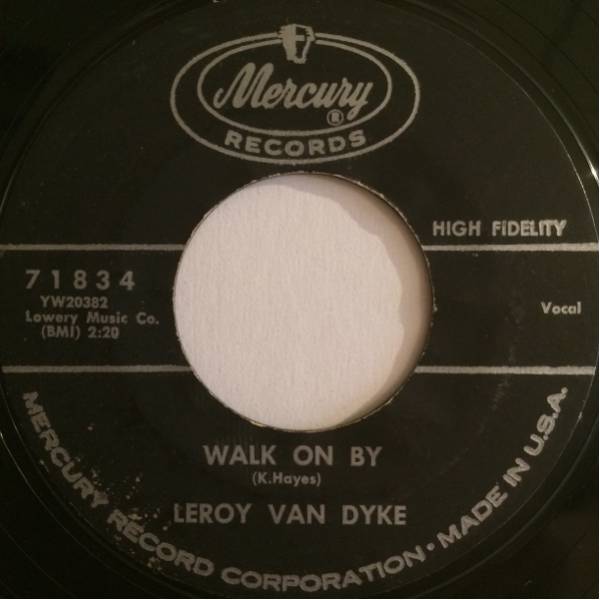 Mercury®
RECORDS
HIGH FIDELITY
71834
YW20382
Lowery Music Co.
(BMI) 2:20
Vocal
WALK ON BY
(K.Hayes)
LEROY VAN DYKE
MERCURY RECORD CORPORATION • MADE IN U.S.A.